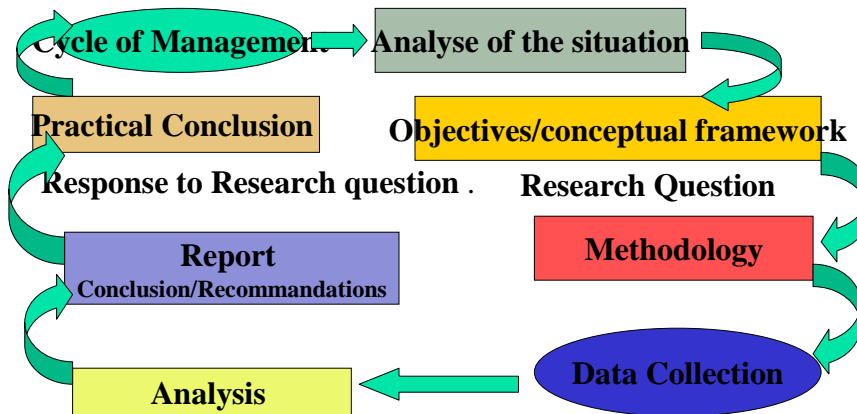 Cycle of Management
Analyse of the situation
Practical Conclusion
Objectives/conceptual framework
Response to Research question .
Research Question
Report
Conclusion/Recommandations
Methodology
Data Collection
Analysis